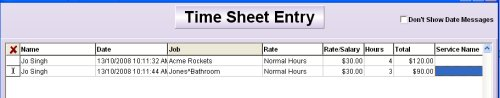 Time Sheet Entry
Don't Show Date Messages
X Name Date Job Rate Rate/Salary Hours Total Service Name
Jo Singh 13/10/2008 10:11:32 AM Acme Rockets Normal Hours $30.00 4 $120.00
Jo Singh 13/10/2008 10:11:44 AM Jones*Bathroom Normal Hours $30.00 3 $90.00